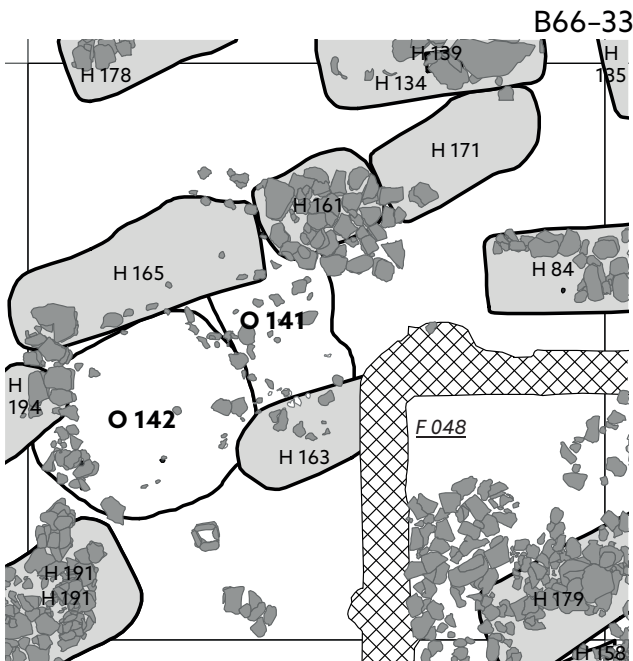 B66-33
H 139
H
135
H 178
H 134
H 171
H 161
H 165
H 84
O 141
H
194
O 142
F 048
H 163
H 191
H 191
H 179
H 158